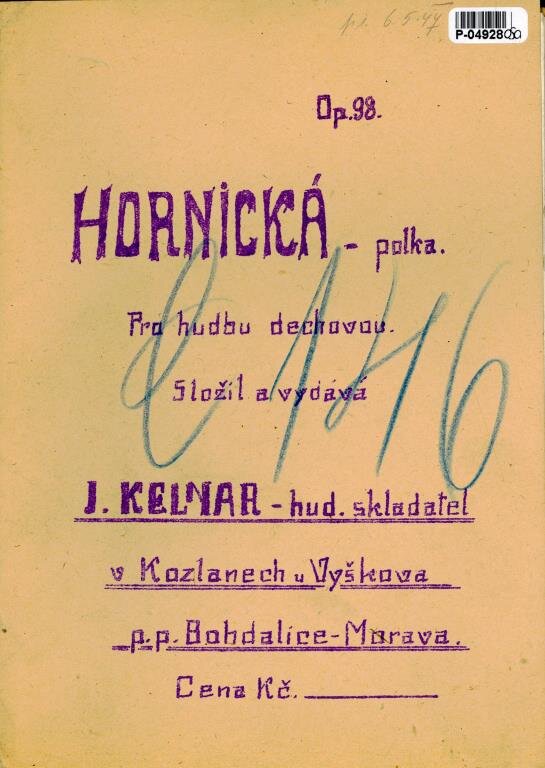 P-04928
Op.98.
HORNICKÁ - polka.
Pro hudbu dechovou.
Složil a vydává
J. KELNAR - hud. skladatel
v Kozlanech u Vyškova
p.p. Bohdalice-Morava.
Cena Kč.